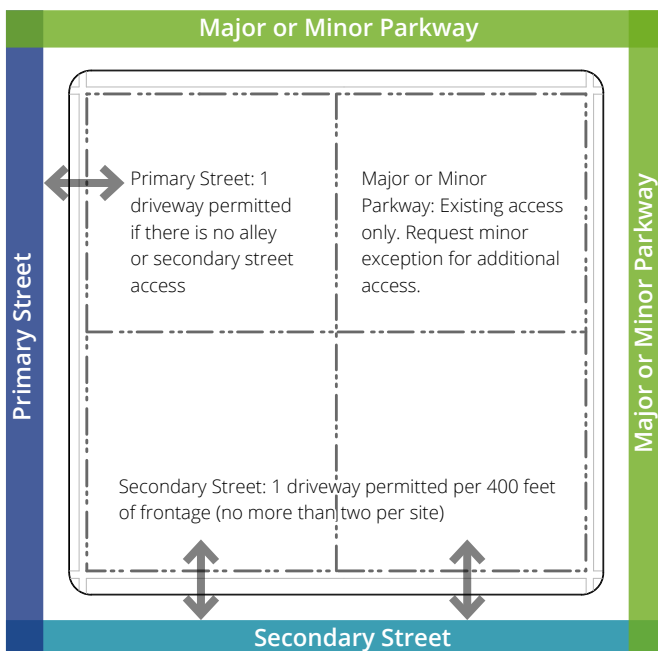 Major or Minor Parkway
Primary Street: 1
driveway permitted
if there is no alley
or secondary street
access
Major or Minor
Parkway: Existing access
only. Request minor
exception for additional
access.
Primary Street
Major or Minor Parkway
Secondary Street: 1 driveway permitted per 400 feet
of frontage (no more than two per site)
Secondary Street